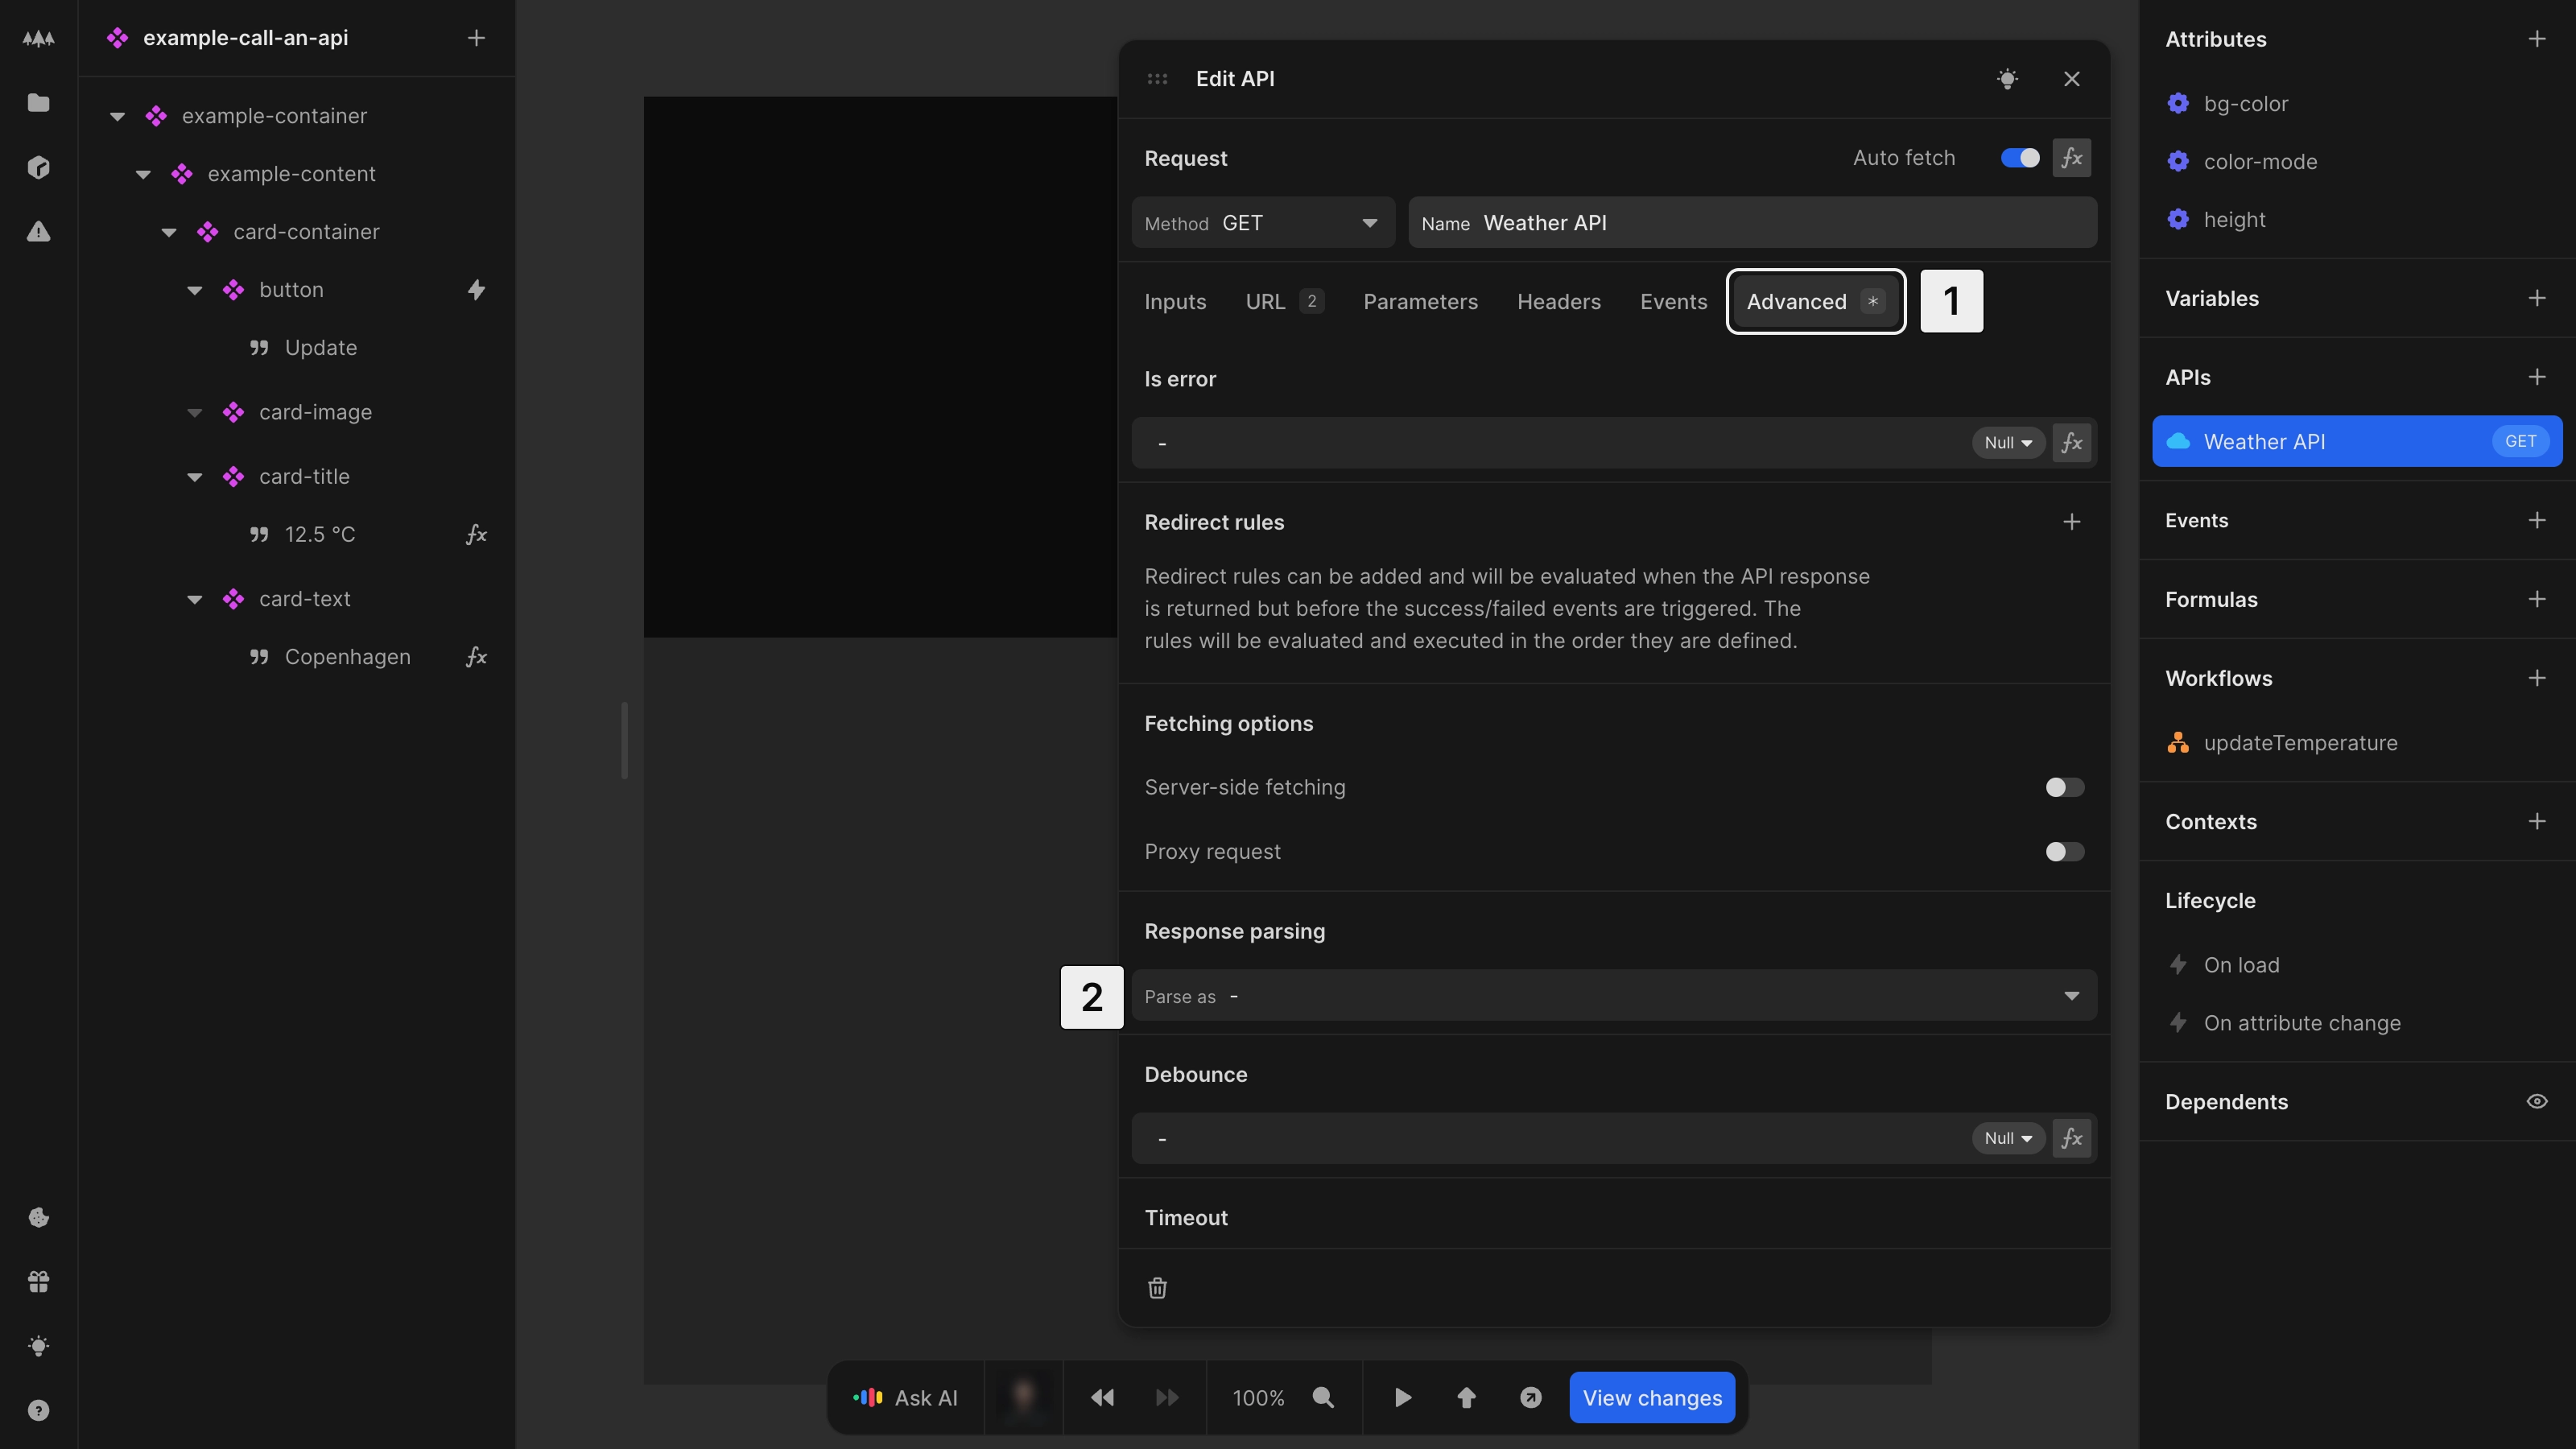 example-call-an-api
example-container
example-content
card-container
button
Update
card-image
card-title
12.5 °C
fx
card-text
Copenhagen
fx
Edit API
Request
Auto fetch
fx
Method GET
Name Weather API
Inputs
URL 2
Parameters
Headers
Events
Advanced *
1
Is error
-
Null
fx
Redirect rules
Redirect rules can be added and will be evaluated when the API response
is returned but before the success/failed events are triggered. The
rules will be evaluated and executed in the order they are defined.
Fetching options
Server-side fetching
Proxy request
Response parsing
2
Parse as -
Debounce
-
Null
fx
Timeout
Ask AI
100%
View changes
Attributes
bg-color
color-mode
height
Variables
APIs
Weather API
GET
Events
Formulas
Workflows
updateTemperature
Contexts
Lifecycle
On load
On attribute change
Dependents